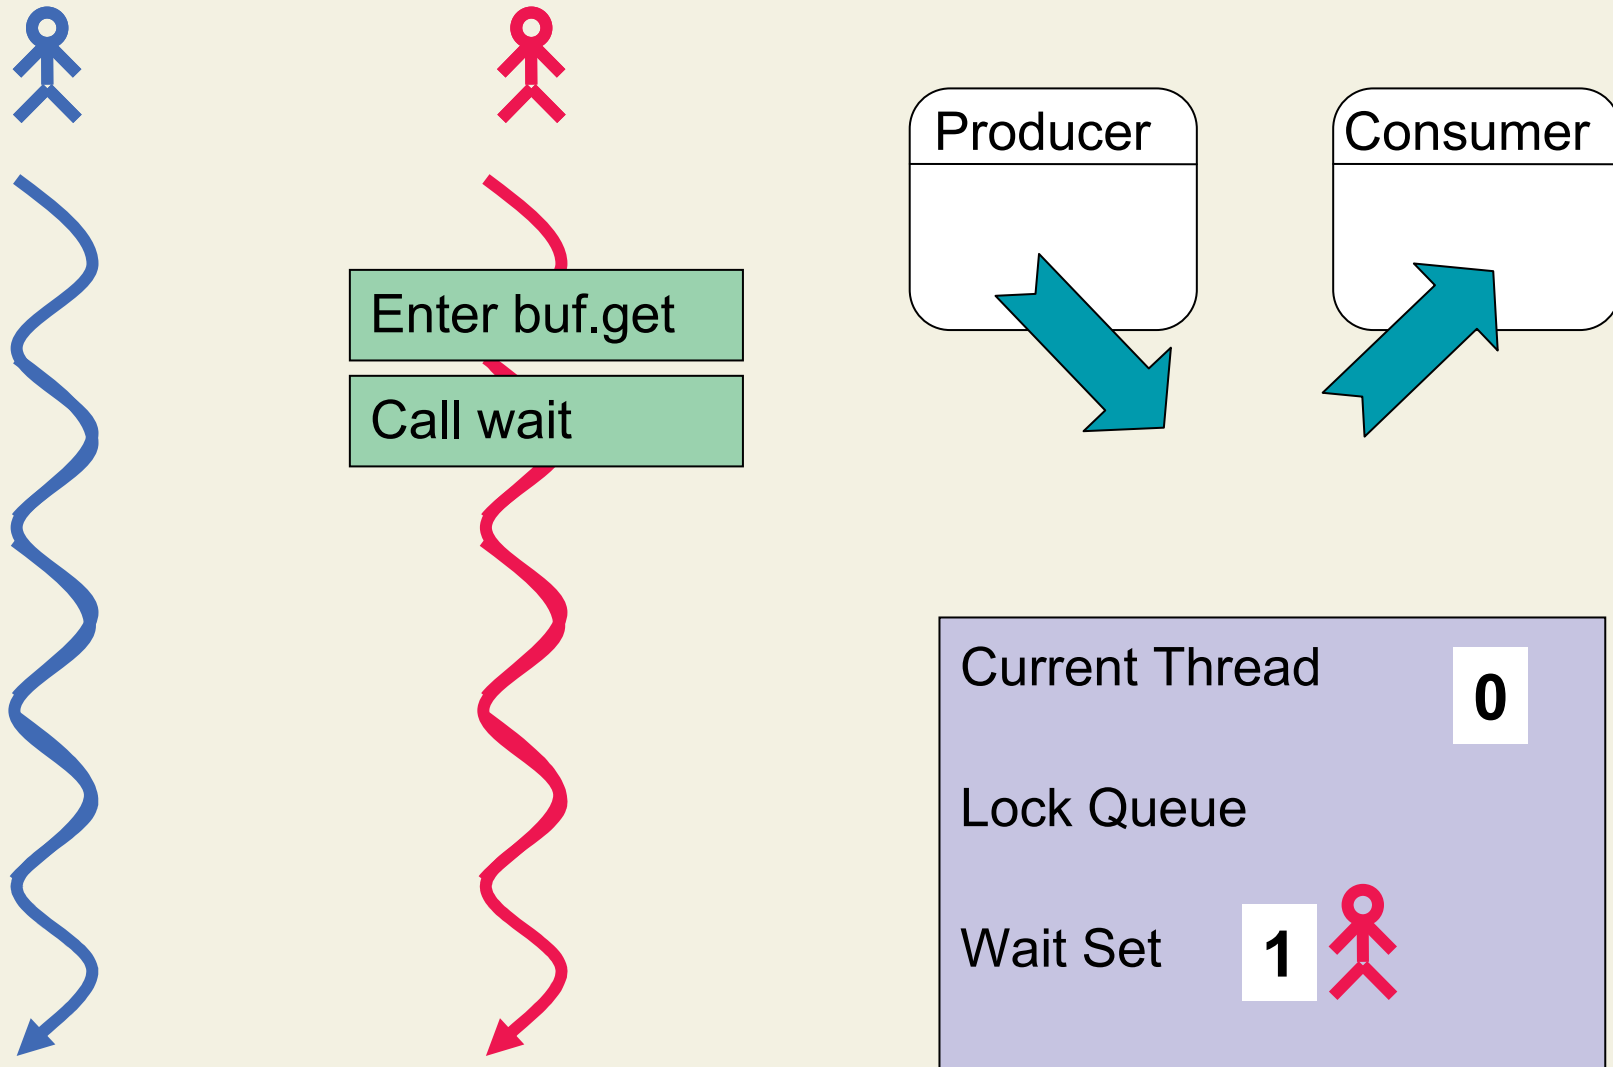 Producer
Consumer
Enter buf.get
Call wait
Current Thread
0
Lock Queue
Wait Set
1